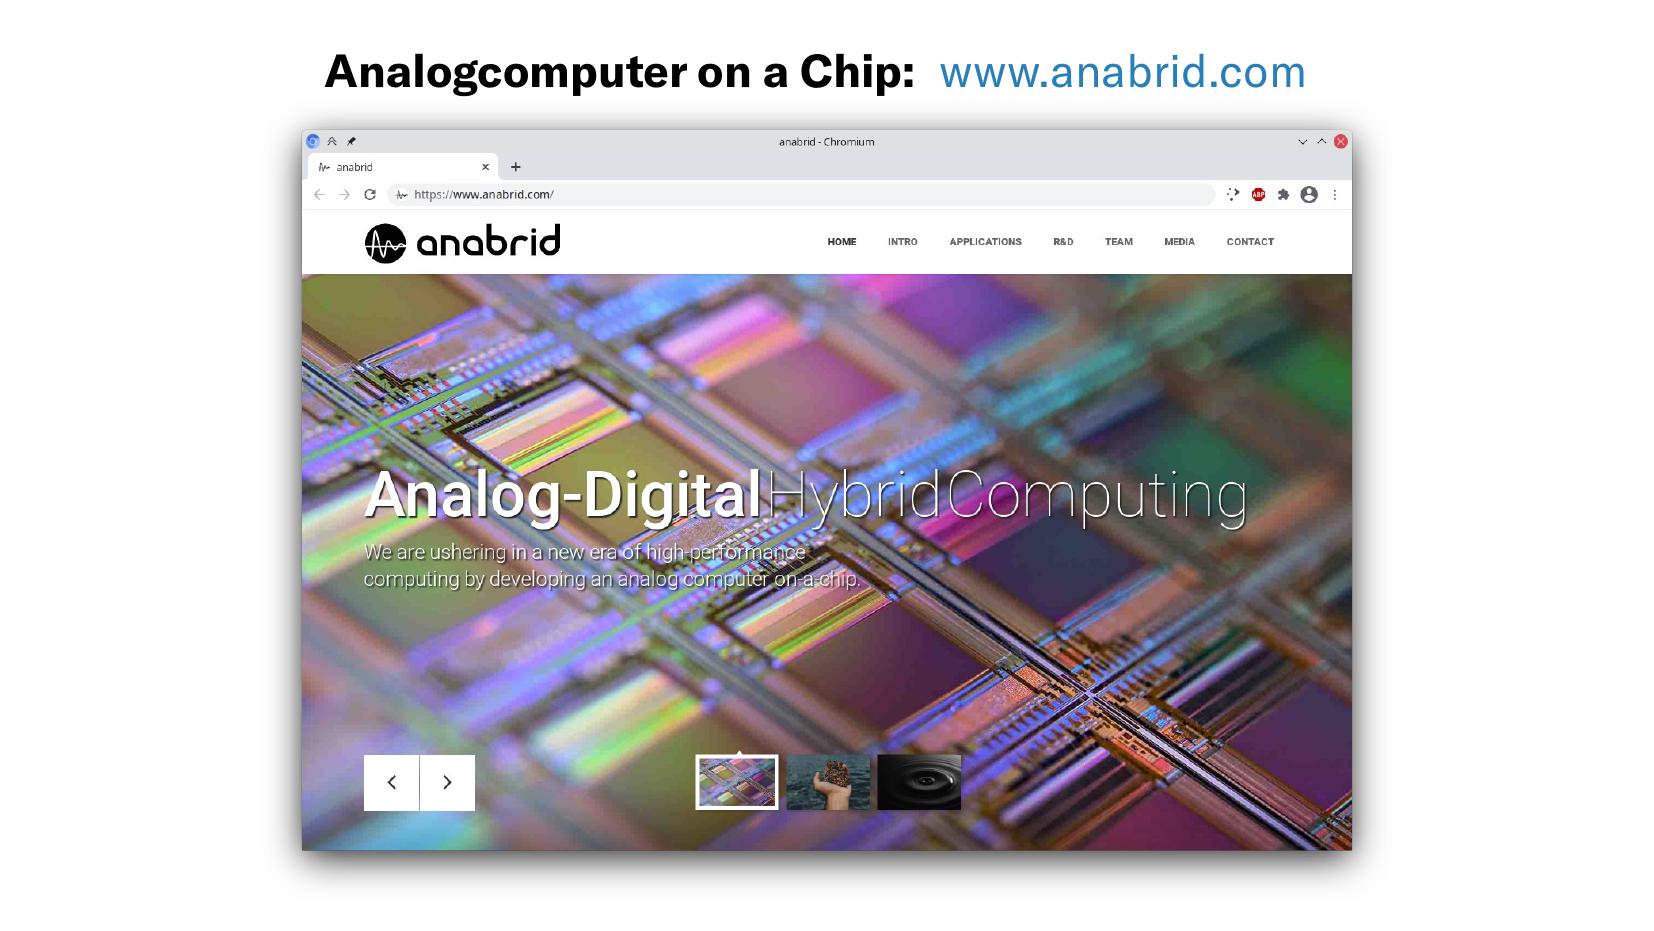 Analogcomputer on a Chip: www.anabrid.com
anabrid - Chromium
anabrid
https://www.anabrid.com/
ABP
anabrid
HOME INTRO APPLICATIONS R&D TEAM MEDIA CONTACT
Analog-DigitalHybridComputing
We are ushering in a new era of high-performance
computing by developing an analog computer on-a-chip.